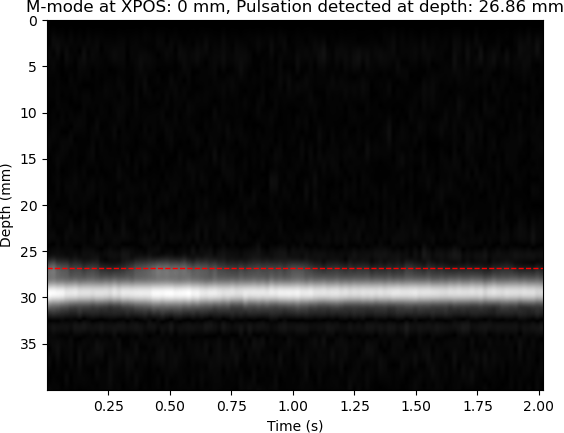 M-mode at XPOS: 0 mm, Pulsation detected at depth: 26.86 mm
0
5
10
15
20
25
30
35
Depth (mm)
0.25 0.50 0.75 1.00 1.25 1.50 1.75 2.00
Time (s)